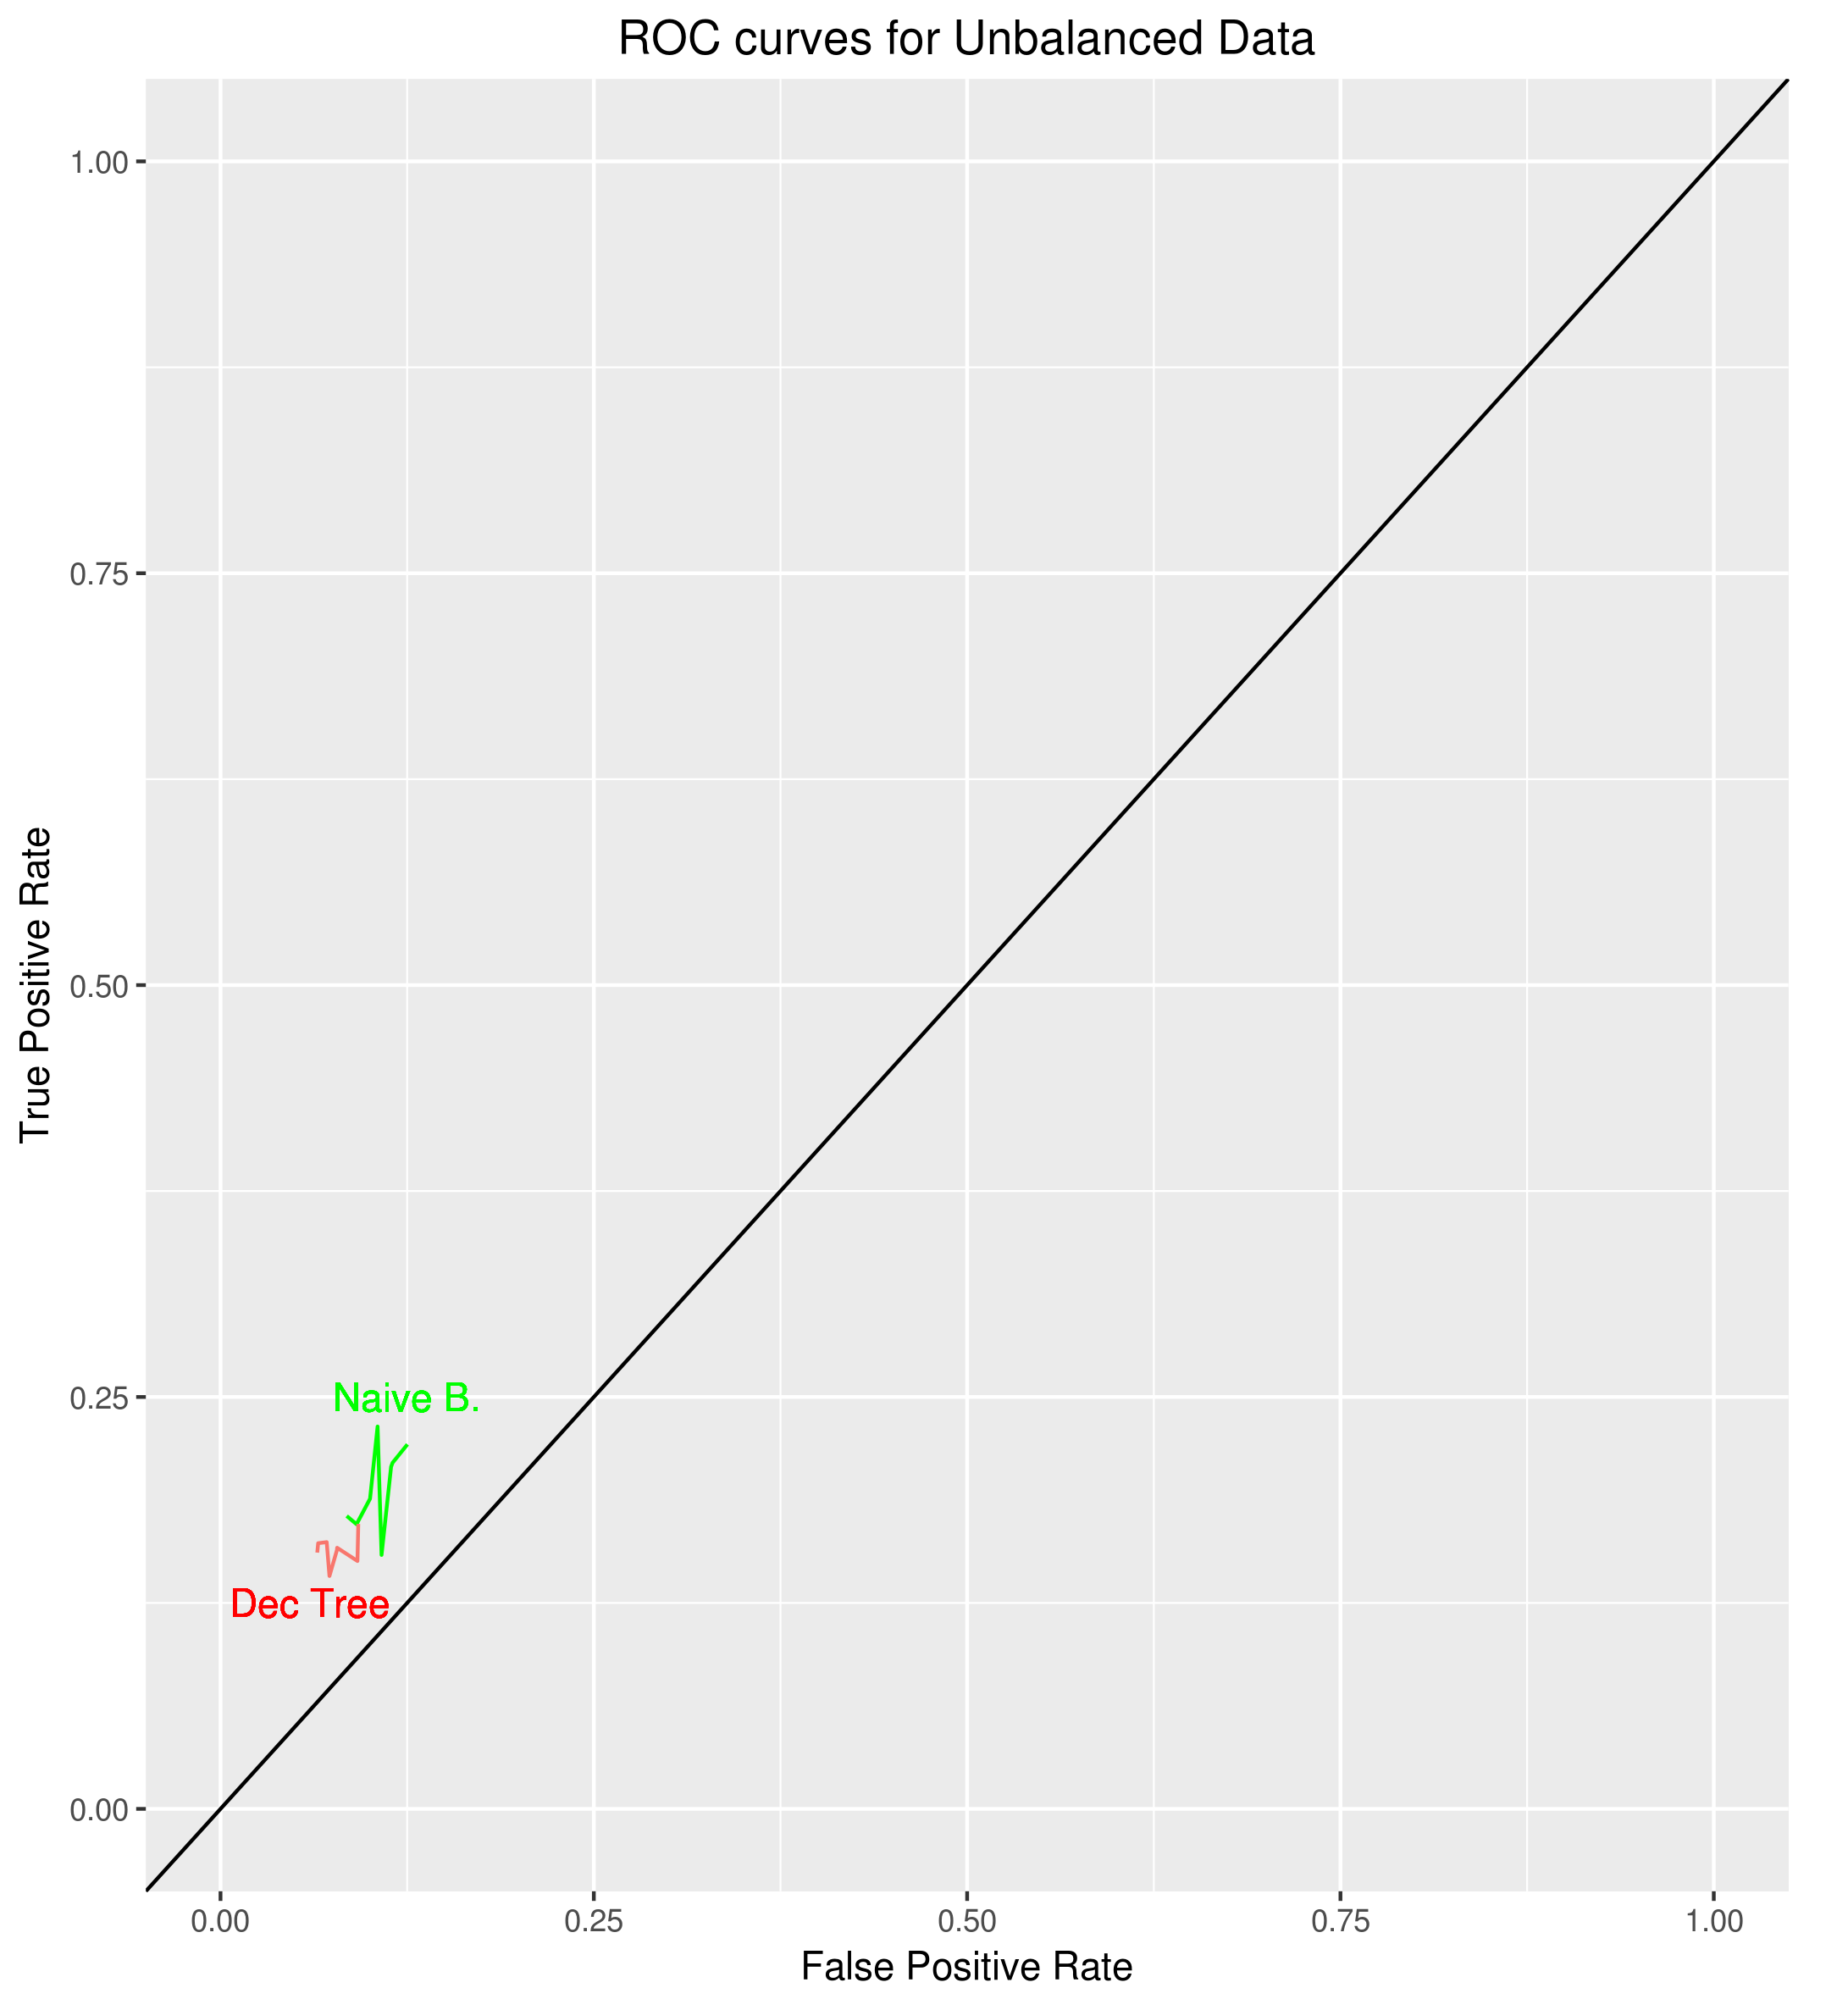 ROC curves for Unbalanced Data
True Positive Rate
1.00
0.75
0.50
0.25
0.00
Naive B.
Dec Tree
0.00 0.25 0.50 0.75 1.00
False Positive Rate